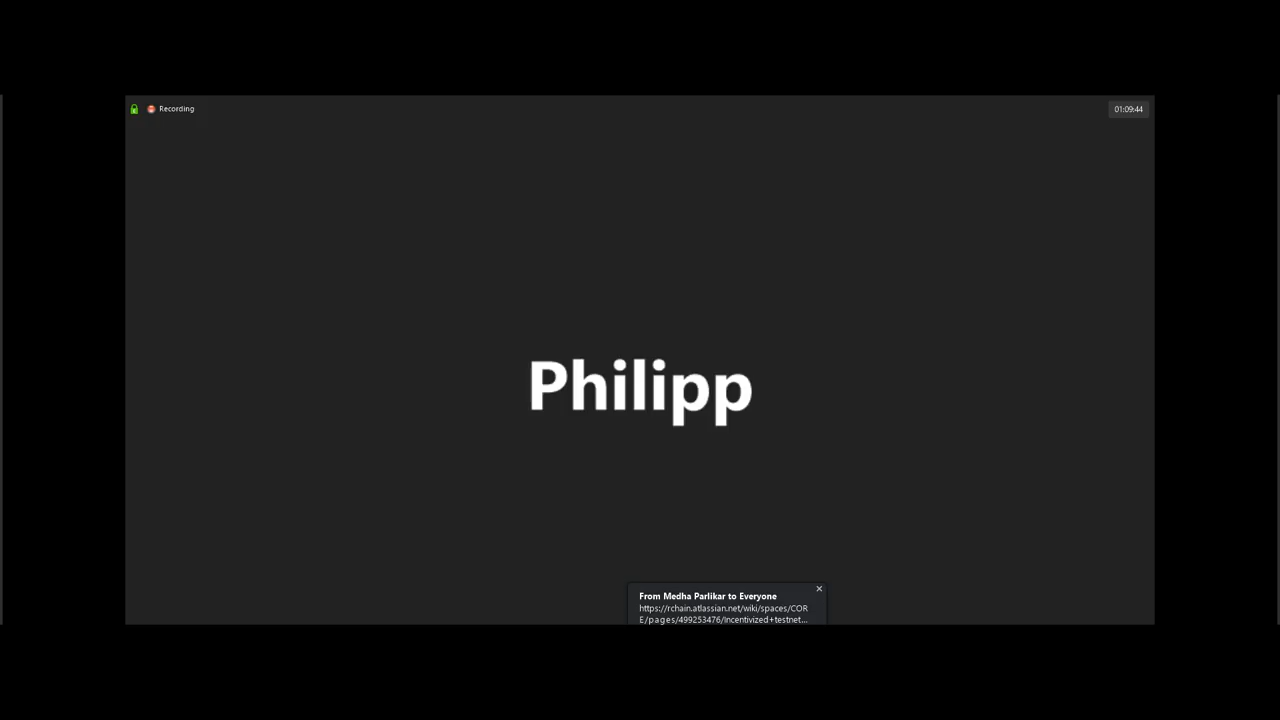 Recording
01:09:44
Philipp
From Medha Parlikar to Everyone
https://rchain.atlassian.net/wiki/spaces/COR
E/pages/499253476/Incentivized+testnet...